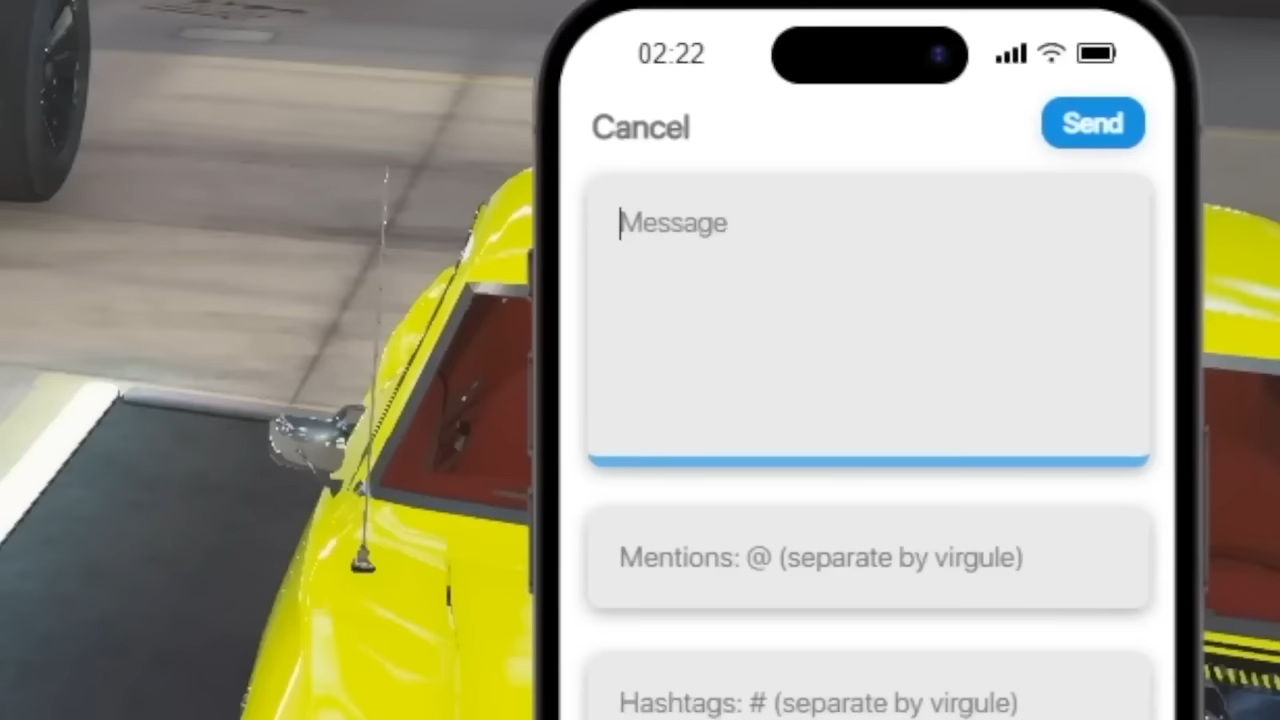 02:22
Cancel
Send
Message
Mentions: @ (separate by virgule)
Hashtags: # (separate by virgule)